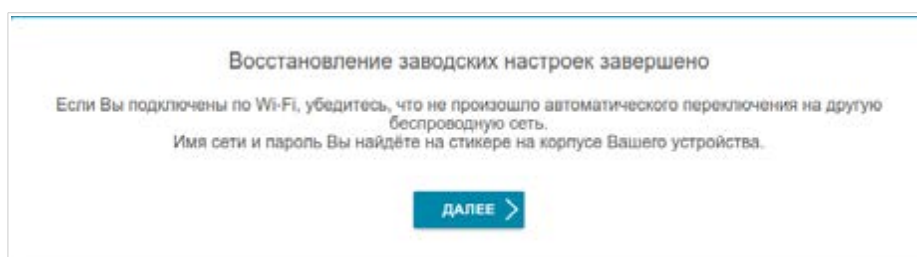 Восстановление заводских настроек завершено
Если Вы подключены по Wi-Fi, убедитесь, что не произошло автоматического переключения на другую
беспроводную сеть.
Имя сети и пароль Вы найдёте на стикере на корпусе Вашего устройства.
ДАЛЕЕ